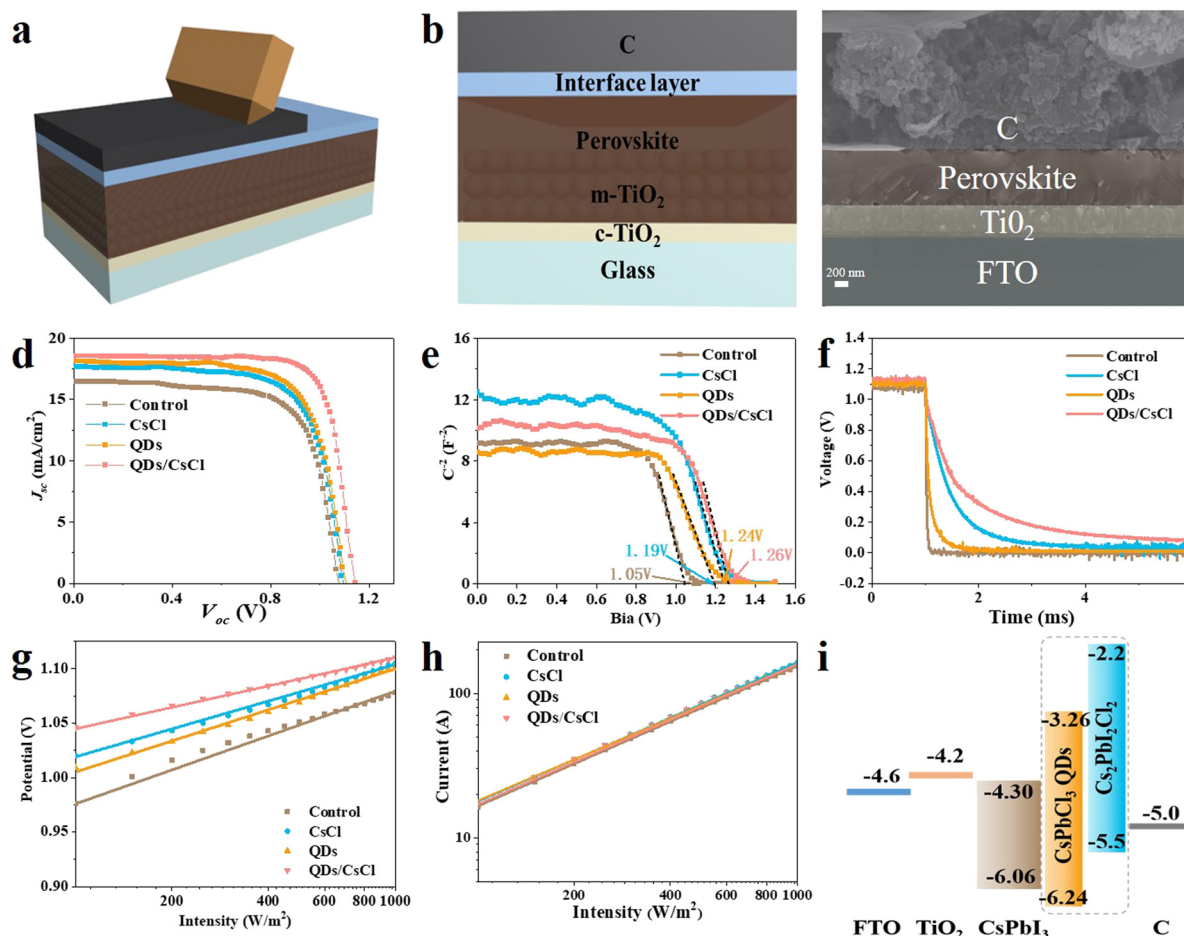 a
b
C
Interface layer
Perovskite
m-TiO₂
c-TiO₂
Glass
C
Perovskite
Ti0₂
FTO
200 nm
d
20
15
10
5
0
0.0
0.4
0.8
1.2
Jsc (mA/cm²)
Voc (V)
Control
CsCl
QDs
QDs/CsCl
e
16
12
8
4
0
0.0 0.2 0.4 0.6 0.8 1.0 1.2 1.4 1.6
C⁻² (F⁻²)
Bia (V)
Control
CsCl
QDs
QDs/CsCl
1.24V
1.19V
1.26V
1.05V
f
1.4
1.2
1.0
0.8
0.6
0.4
0.2
0.0
-0.2
0
2
4
Voltage (V)
Time (ms)
Control
CsCl
QDs
QDs/CsCl
g
1.10
1.05
1.00
0.95
0.90
200 400 600 800 1000
Potential (V)
Intensity (W/m²)
Control
CsCl
QDs
QDs/CsCl
h
100
10
200 400 600 800 1000
Current (A)
Intensity (W/m²)
Control
CsCl
QDs
QDs/CsCl
i
-4.6
-4.2
-4.30
-6.06
-3.26
CsPbCl₃ QDs
-6.24
-2.2
Cs₂PbI₂Cl₂
-5.5
-5.0
FTO TiO₂ CsPbI₃ C